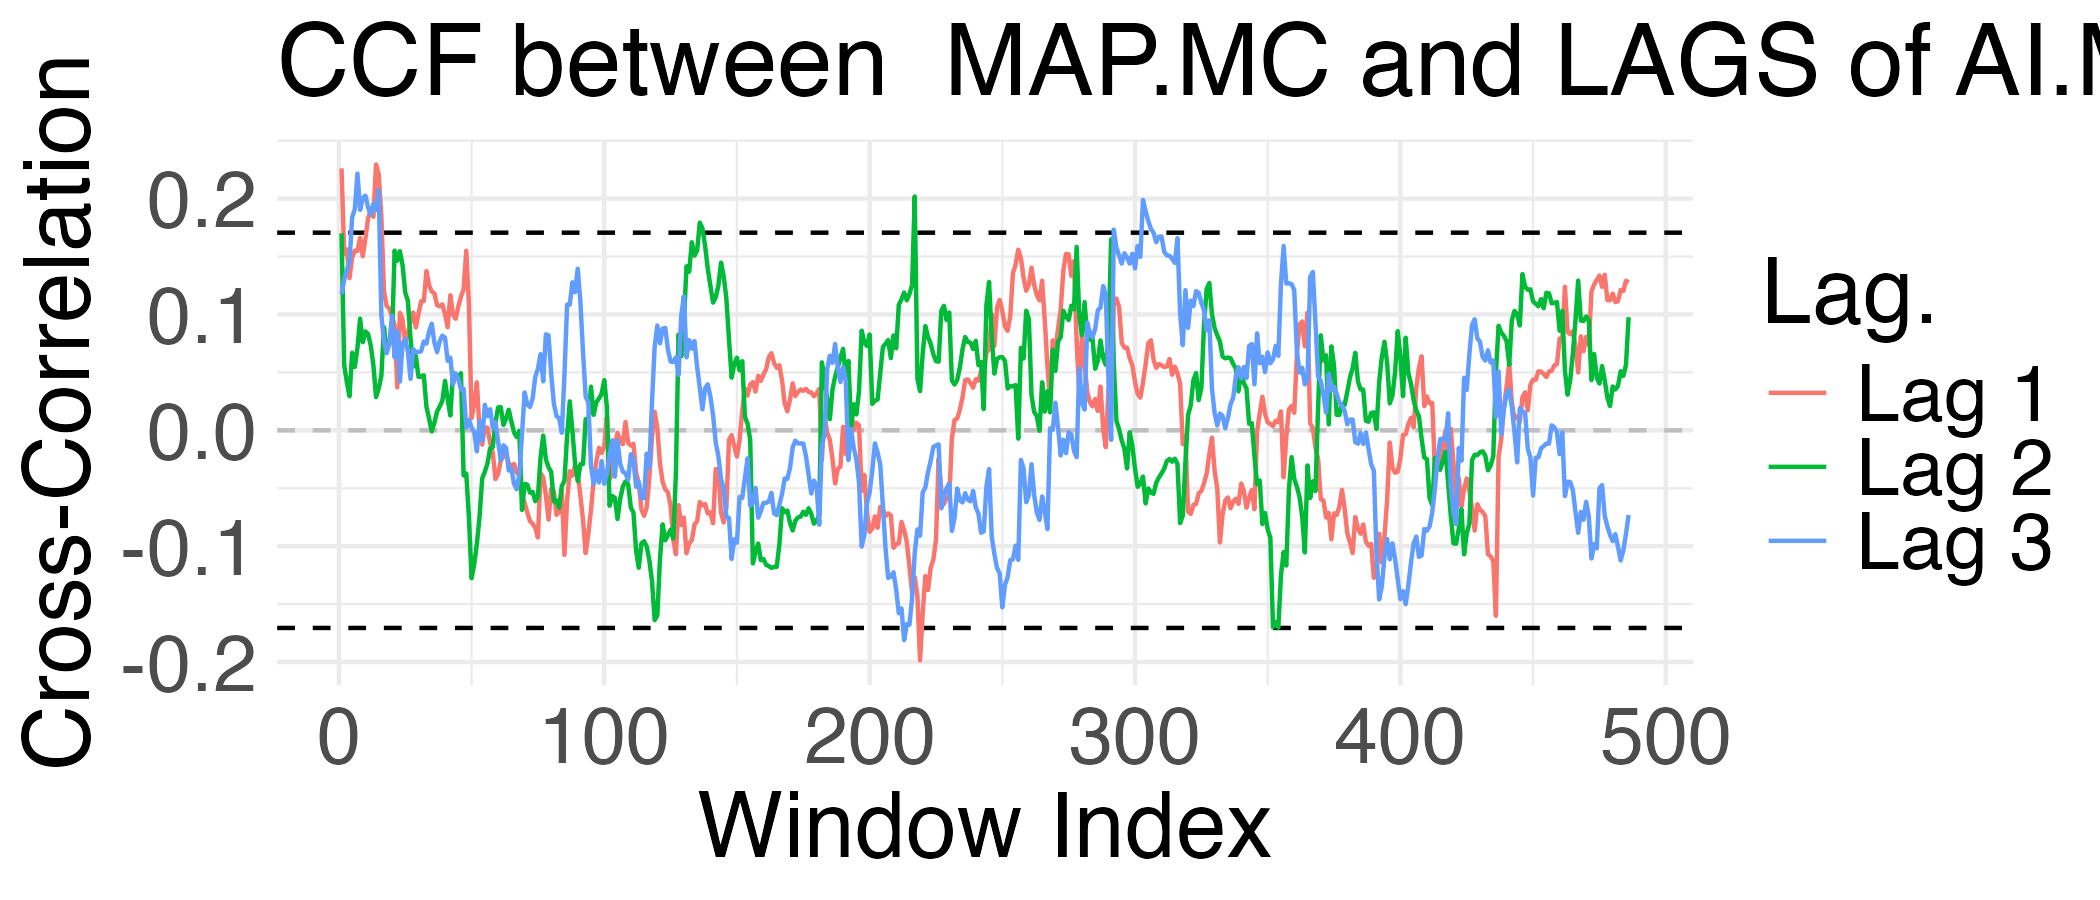 CCF between  MAP.MC and LAGS of AI.
Cross-Correlation
0.2
0.1
0.0
-0.1
-0.2
0
100
200
300
400
500
Window Index
Lag.
Lag 1
Lag 2
Lag 3